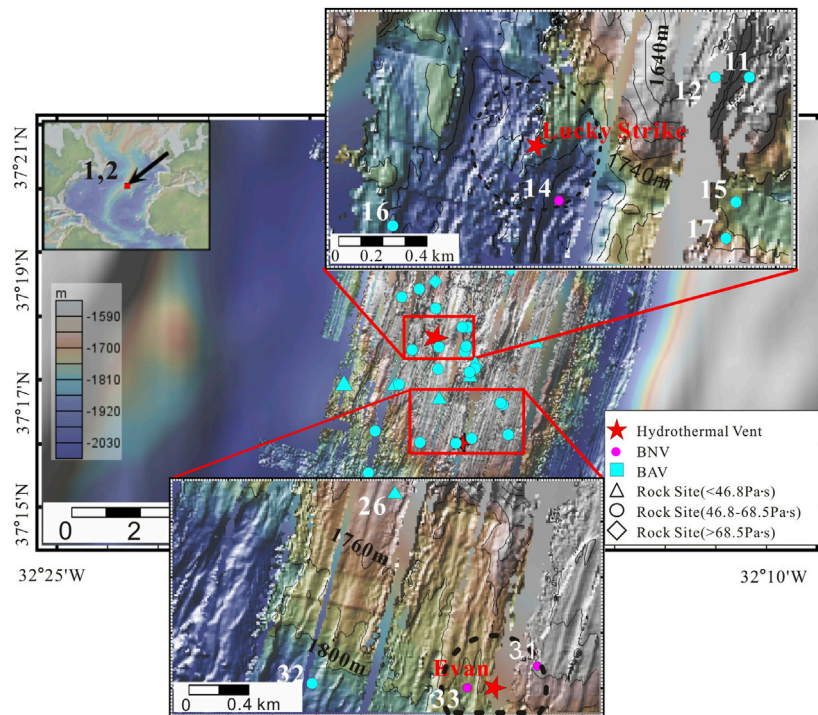 1640m
11
12
37°21'N
1,2
Lucky Strike
1740m
14
15
16
17
0 0.2 0.4 km
37°19'N
m
-1590
-1700
-1810
-1920
-2030
37°17'N
37°15'N
0 2
Hydrothermal Vent
BNV
BAV
Rock Site(<46.8Pa·s)
Rock Site(46.8-68.5Pa·s)
Rock Site(>68.5Pa·s)
32°25'W
32°10'W
26
1760m
1800m
31
Evan
32
33
0 0.2 0.4 km